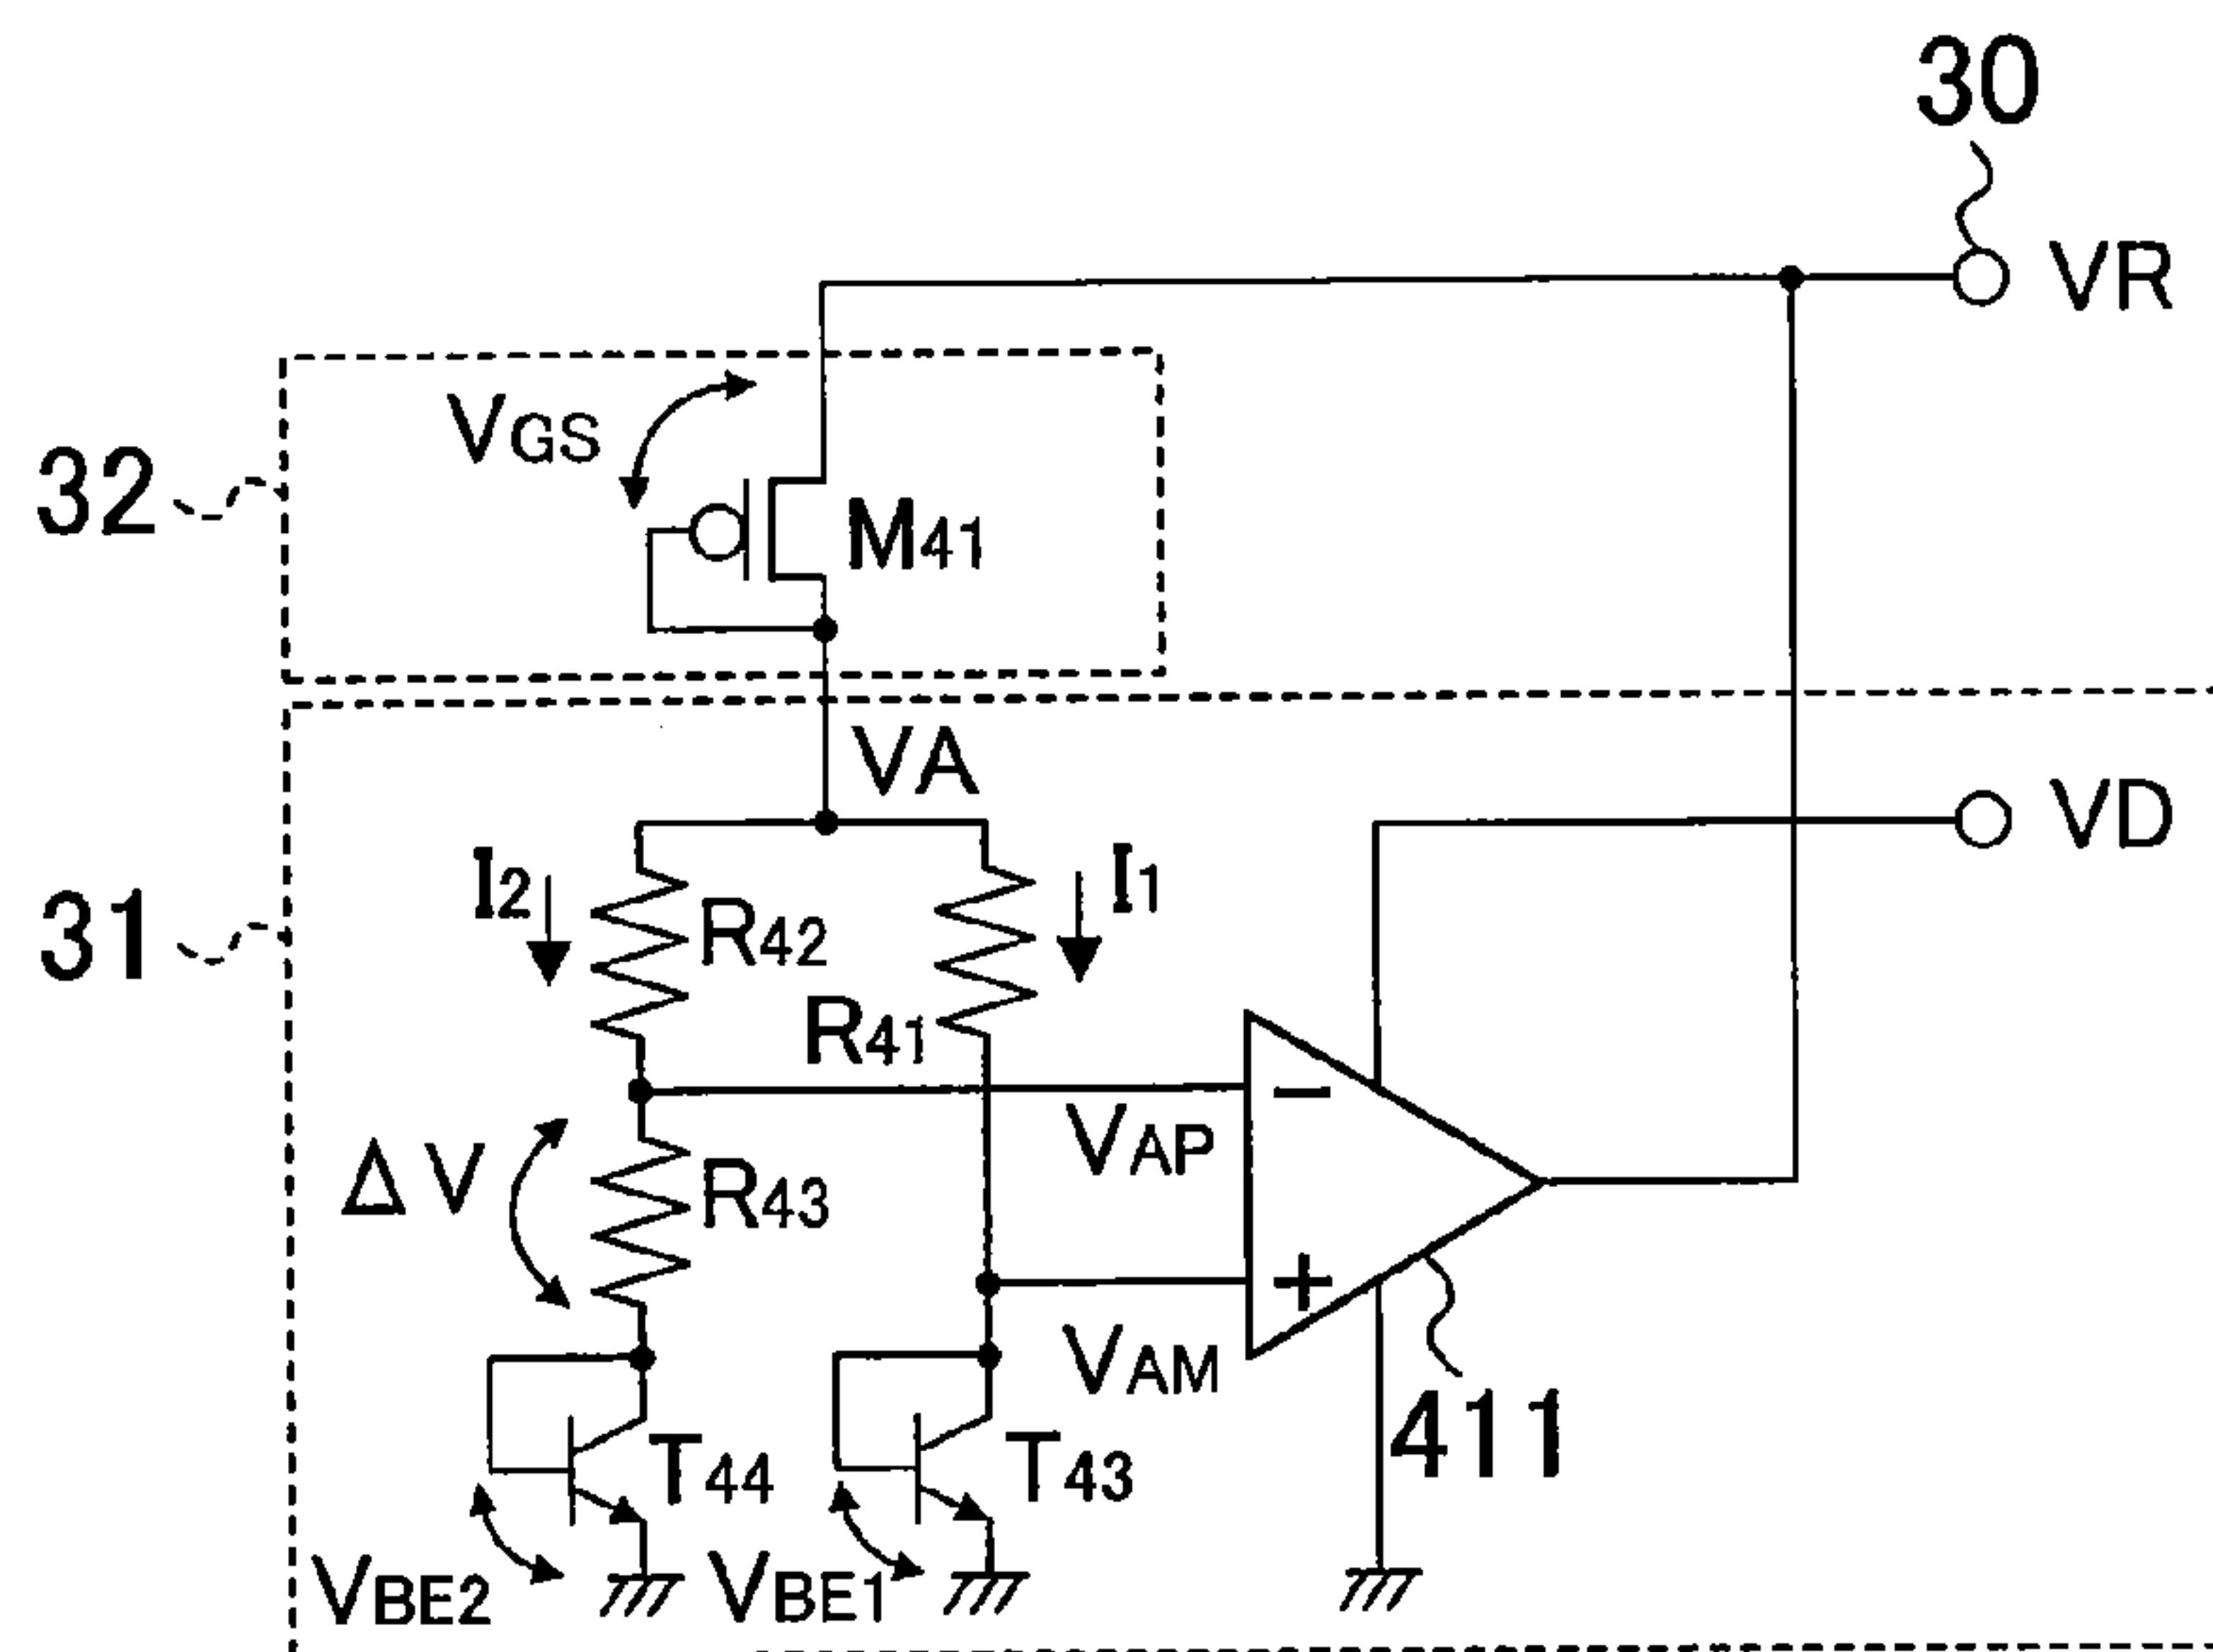 30
VR
VGS
32
M41
VA
VD
I2
I1
R42
31
R41
−
VAP
ΔV
R43
+
VAM
411
T44
T43
VBE2
VBE1